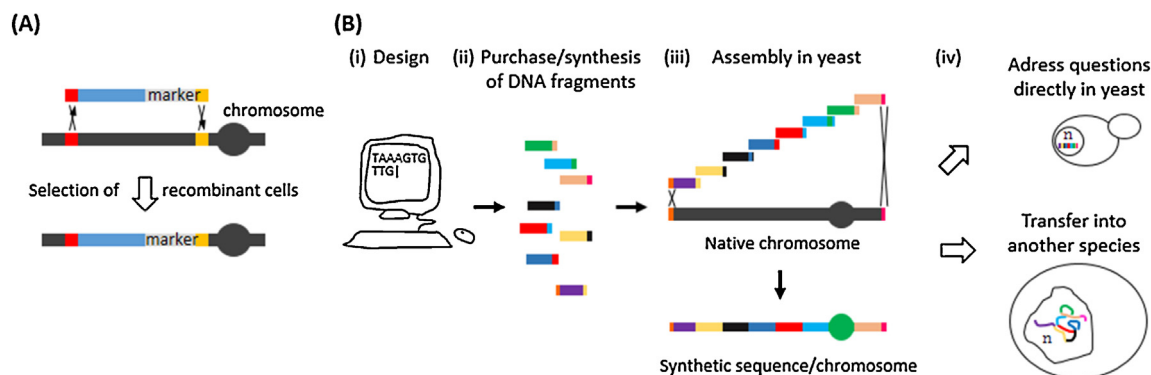 (A)
marker
chromosome
Selection of recombinant cells
marker
(B)
(i) Design
(ii) Purchase/synthesis
of DNA fragments
(iii) Assembly in yeast
(iv)
Adress questions
directly in yeast
TAAAGTG
TTG|
n
Native chromosome
Transfer into
another species
n
Synthetic sequence/chromosome